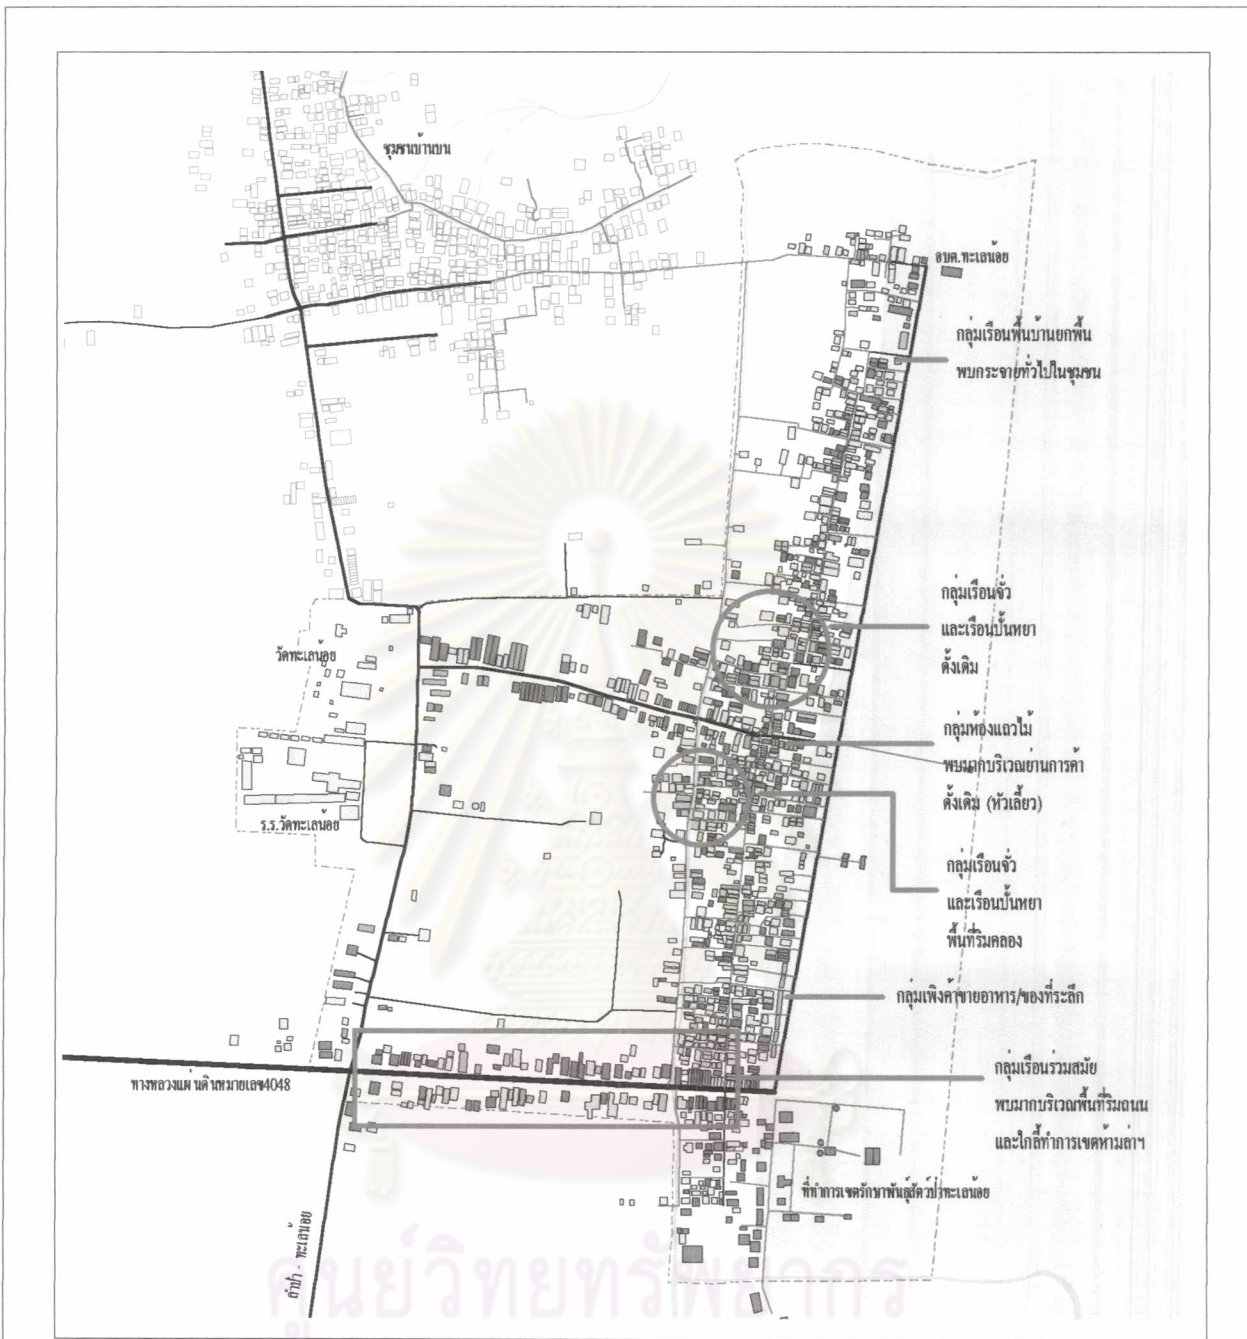 ชุมชนบ้านบน
อบต.ทะเลน้อย
กลุ่มเรือนพื้นบ้านยกพื้น
พบกระจายทั่วไปในชุมชน
กลุ่มเรือนจั่ว
และเรือนปั้นหยา
ดั้งเดิม
วัดทะเลน้อย
กลุ่มห้องแถวไม้
พบมากบริเวณย่านการค้า
ดั้งเดิม (หัวเลี้ยว)
ร.ร.วัดทะเลน้อย
กลุ่มเรือนจั่ว
และเรือนปั้นหยา
พื้นที่ริมคลอง
กลุ่มเพิงค้าขายอาหาร/ของที่ระลึก
ทางหลวงแผ่นดินหมายเลข4048
กลุ่มเรือนร่วมสมัย
พบมากบริเวณพื้นที่ริมถนน
และใกล้ทำการเขตห้ามล่าฯ
ที่ทำการเขตรักษาพันธุ์สัตว์ป่าทะเลน้อย
ลำปำ - ทะเลน้อย
ศูนย์วิทยทรัพยากร